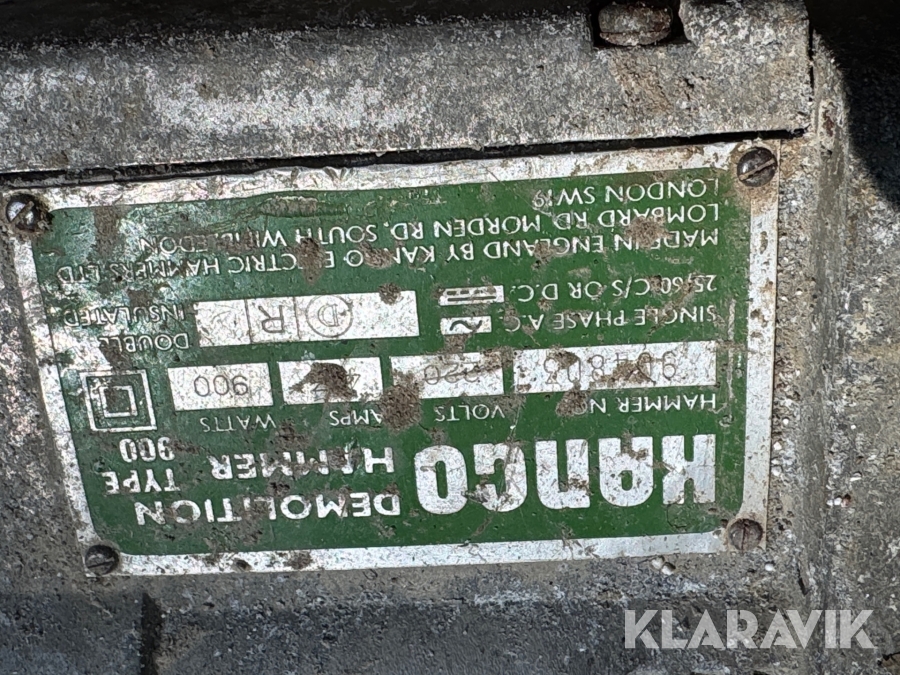 KANGO DEMOLITION HAMMER TYPE 900
HAMMER NO. VOLTS AMPS WATTS
220 900
SINGLE PHASE A.C. ~
25/60 C/S OR D.C.
DOUBLE INSULATED
R D
MADE IN ENGLAND BY KANGO ELECTRIC HAMMERS LTD
LOMBARD RD, MORDEN RD, SOUTH WIMBLEDON
LONDON SW19
KLARAVIK